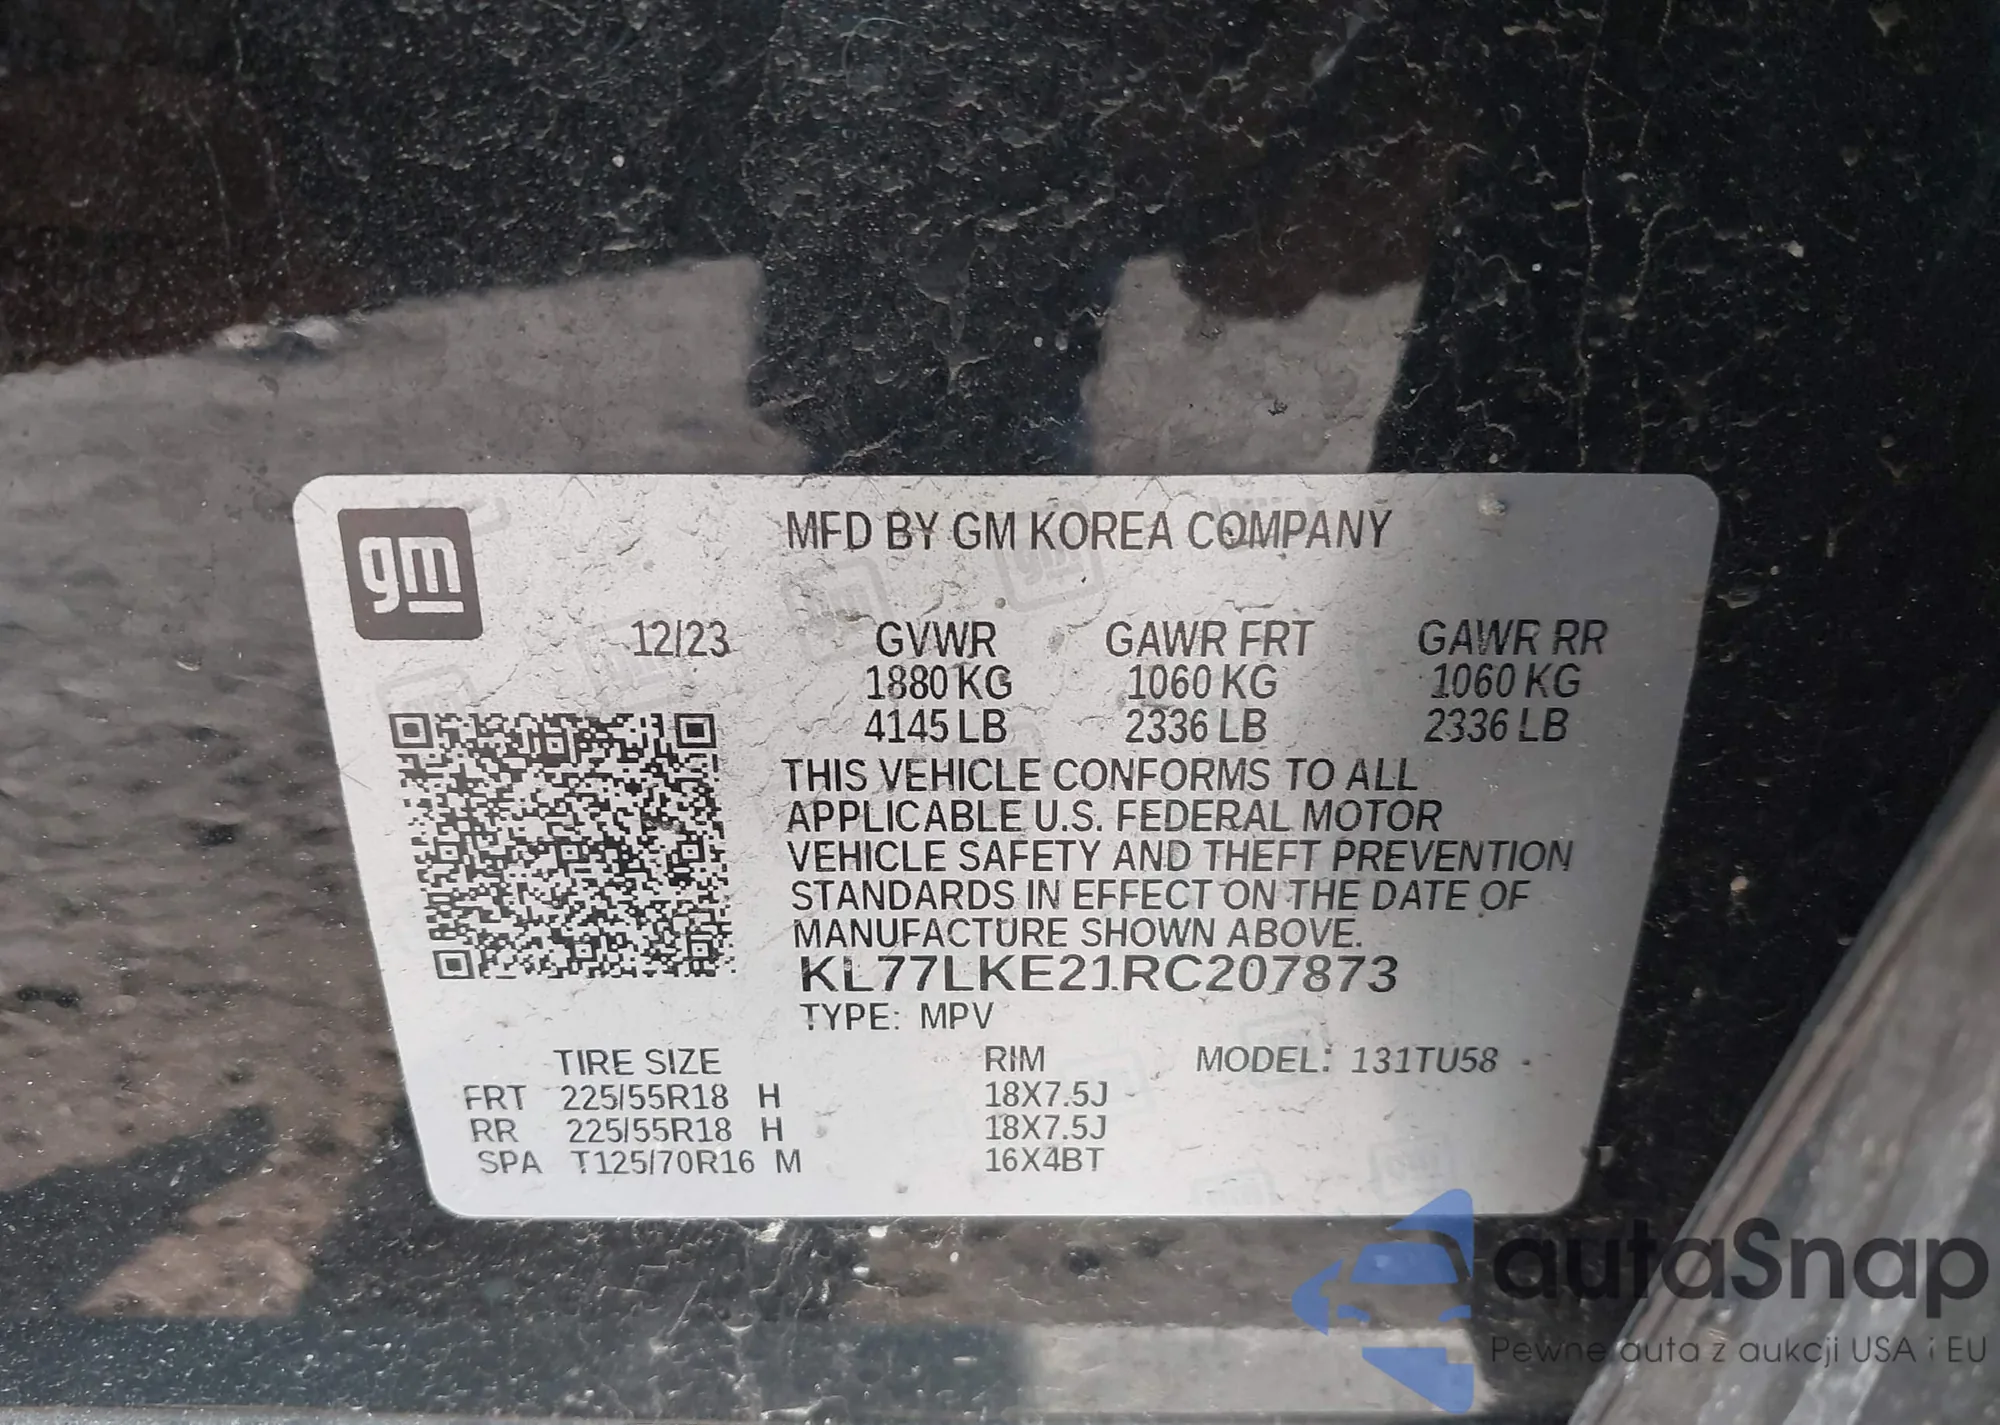 gm
MFD BY GM KOREA COMPANY
12/23 GVWR GAWR FRT GAWR RR
1880 KG 1060 KG 1060 KG
4145 LB 2336 LB 2336 LB
THIS VEHICLE CONFORMS TO ALL
APPLICABLE U.S. FEDERAL MOTOR
VEHICLE SAFETY AND THEFT PREVENTION
STANDARDS IN EFFECT ON THE DATE OF
MANUFACTURE SHOWN ABOVE.
KL77LKE21RC207873
TYPE: MPV
TIRE SIZE RIM MODEL: 131TU58
FRT 225/55R18 H 18X7.5J
RR 225/55R18 H 18X7.5J
SPA T125/70R16 M 16X4BT
autaSnap
Pewne auta z aukcji USA i EU